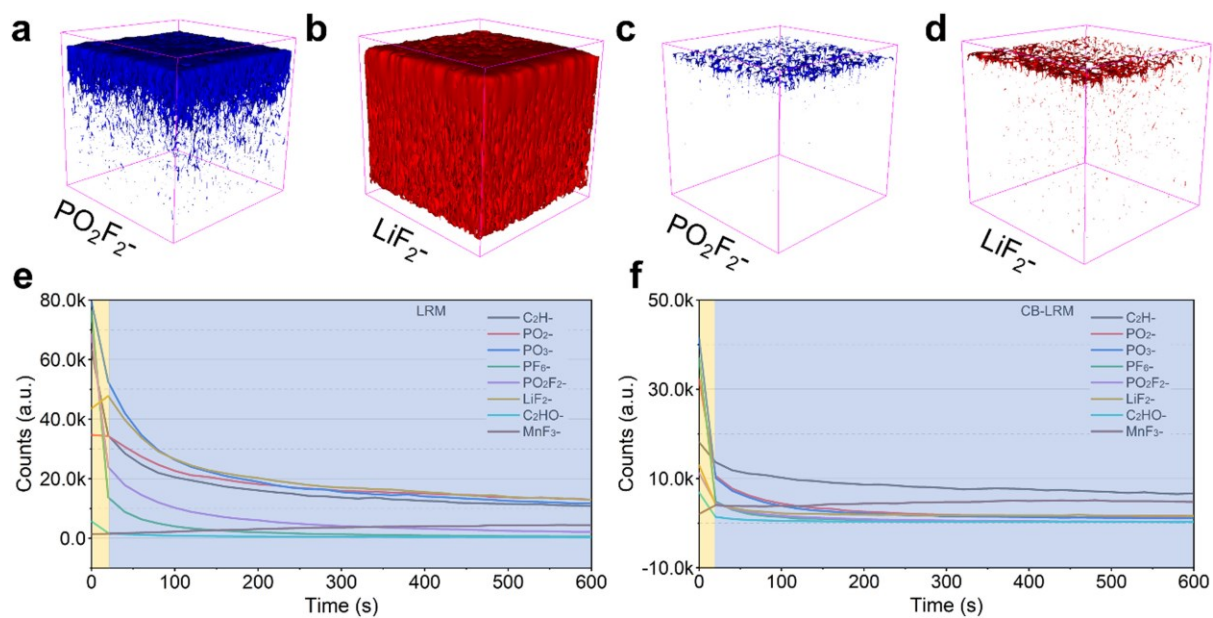 a
b
c
d
PO₂F₂⁻
LiF₂⁻
PO₂F₂⁻
LiF₂⁻
e
80.0k
60.0k
40.0k
20.0k
0.0
Counts (a.u.)
0
100
200
300
400
500
600
Time (s)
LRM
C₂H-
PO₂-
PO₃-
PF₆-
PO₂F₂-
LiF₂-
C₂HO-
MnF₃-
f
50.0k
30.0k
10.0k
-10.0k
Counts (a.u.)
0
100
200
300
400
500
600
Time (s)
CB-LRM
C₂H-
PO₂-
PO₃-
PF₆-
PO₂F₂-
LiF₂-
C₂HO-
MnF₃-